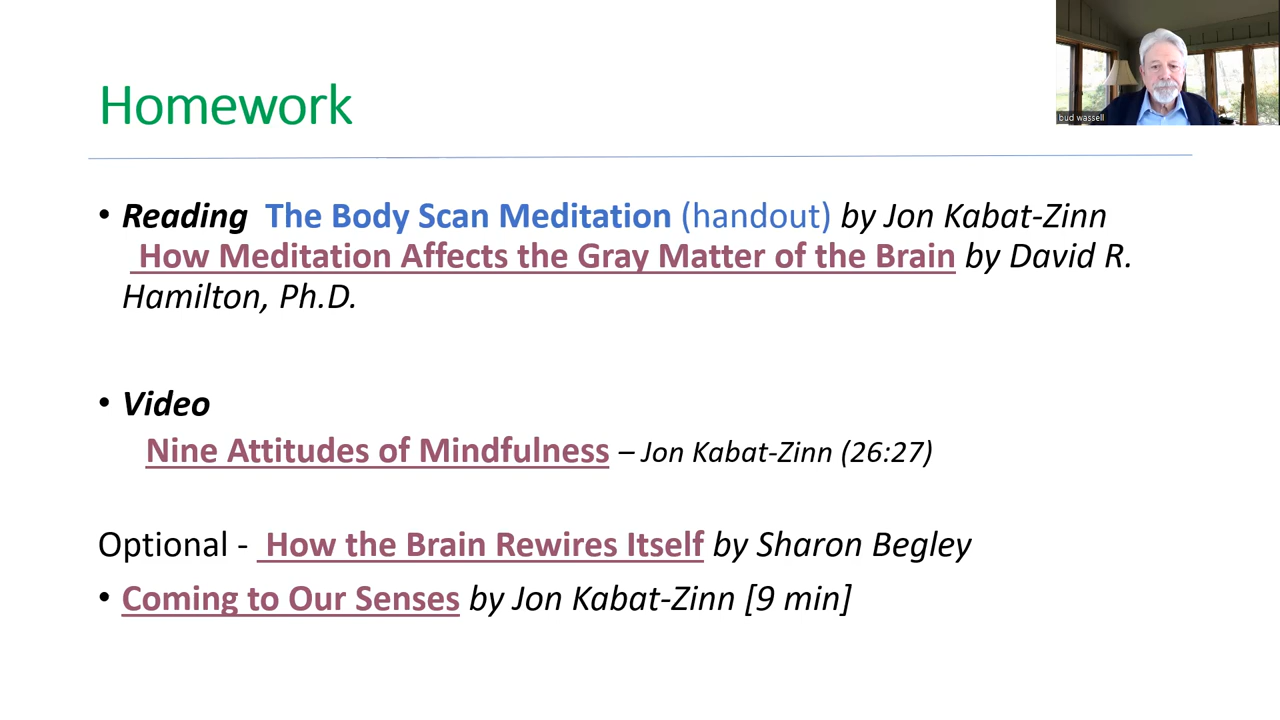 Homework
bud wassell
• Reading The Body Scan Meditation (handout) by Jon Kabat-Zinn
How Meditation Affects the Gray Matter of the Brain by David R.
Hamilton, Ph.D.
• Video
Nine Attitudes of Mindfulness – Jon Kabat-Zinn (26:27)
Optional - How the Brain Rewires Itself by Sharon Begley
• Coming to Our Senses by Jon Kabat-Zinn [9 min]